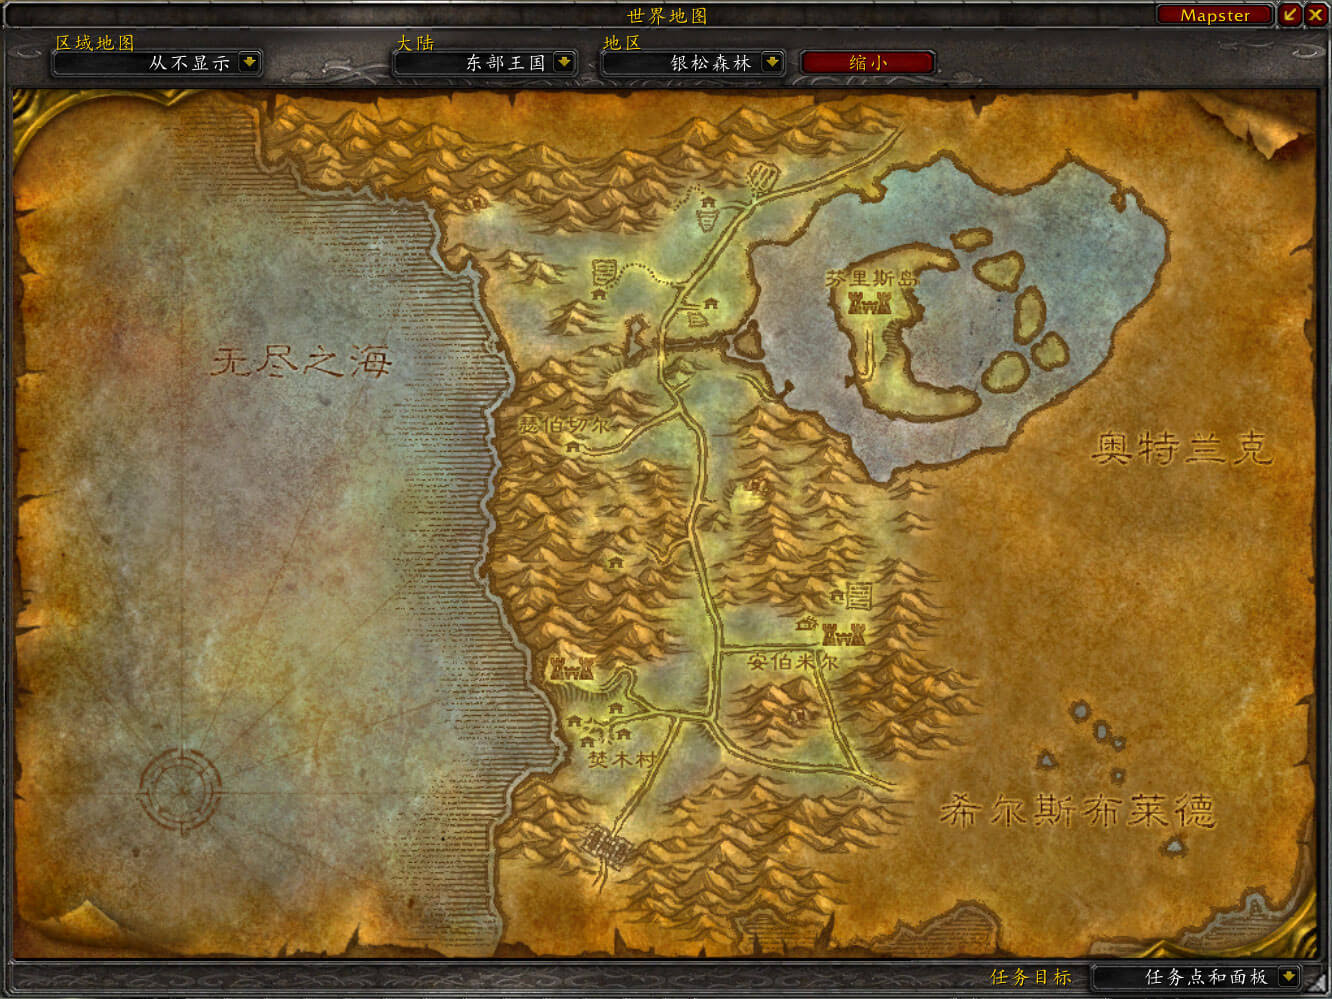 世界地图
Mapster
区域地图
大陆
地区
从不显示
东部王国
银松森林
缩小
芬里斯岛
无尽之海
瑟伯切尔
奥特兰克
安伯米尔
焚木村
希尔斯布莱德
任务目标
任务点和面板